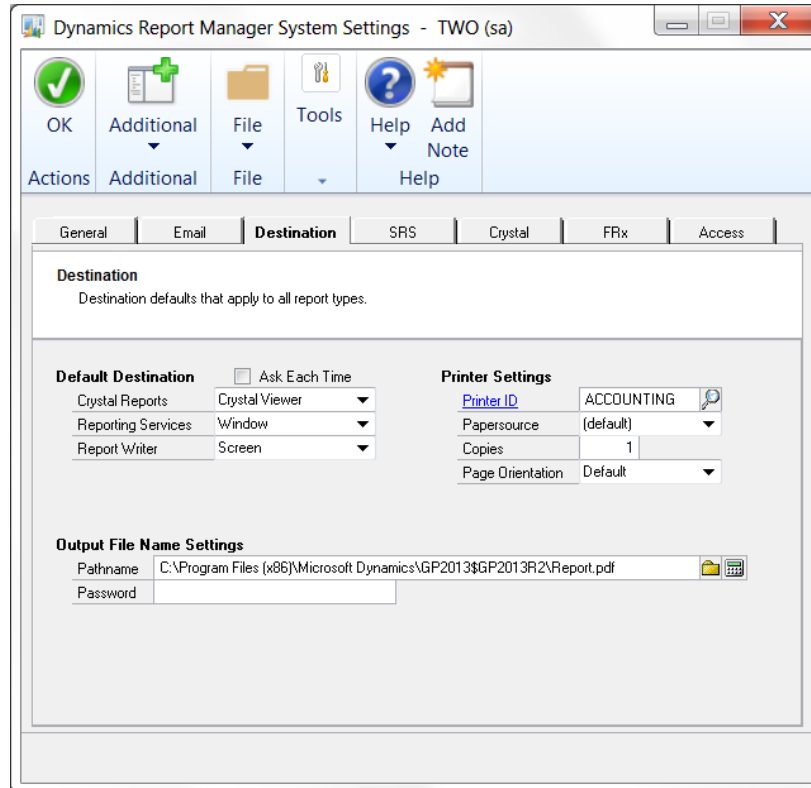 Dynamics Report Manager System Settings - TWO (sa)
OK Additional File Tools Help Add Note
Actions Additional File Help
General Email Destination SRS Crystal FRx Access
Destination
Destination defaults that apply to all report types.
Default Destination Ask Each Time Printer Settings
Crystal Reports Crystal Viewer Printer ID ACCOUNTING
Reporting Services Window Papersource (default)
Report Writer Screen Copies 1
Page Orientation Default
Output File Name Settings
Pathname C:\Program Files (x86)\Microsoft Dynamics\GP2013$GP2013R2\Report.pdf
Password